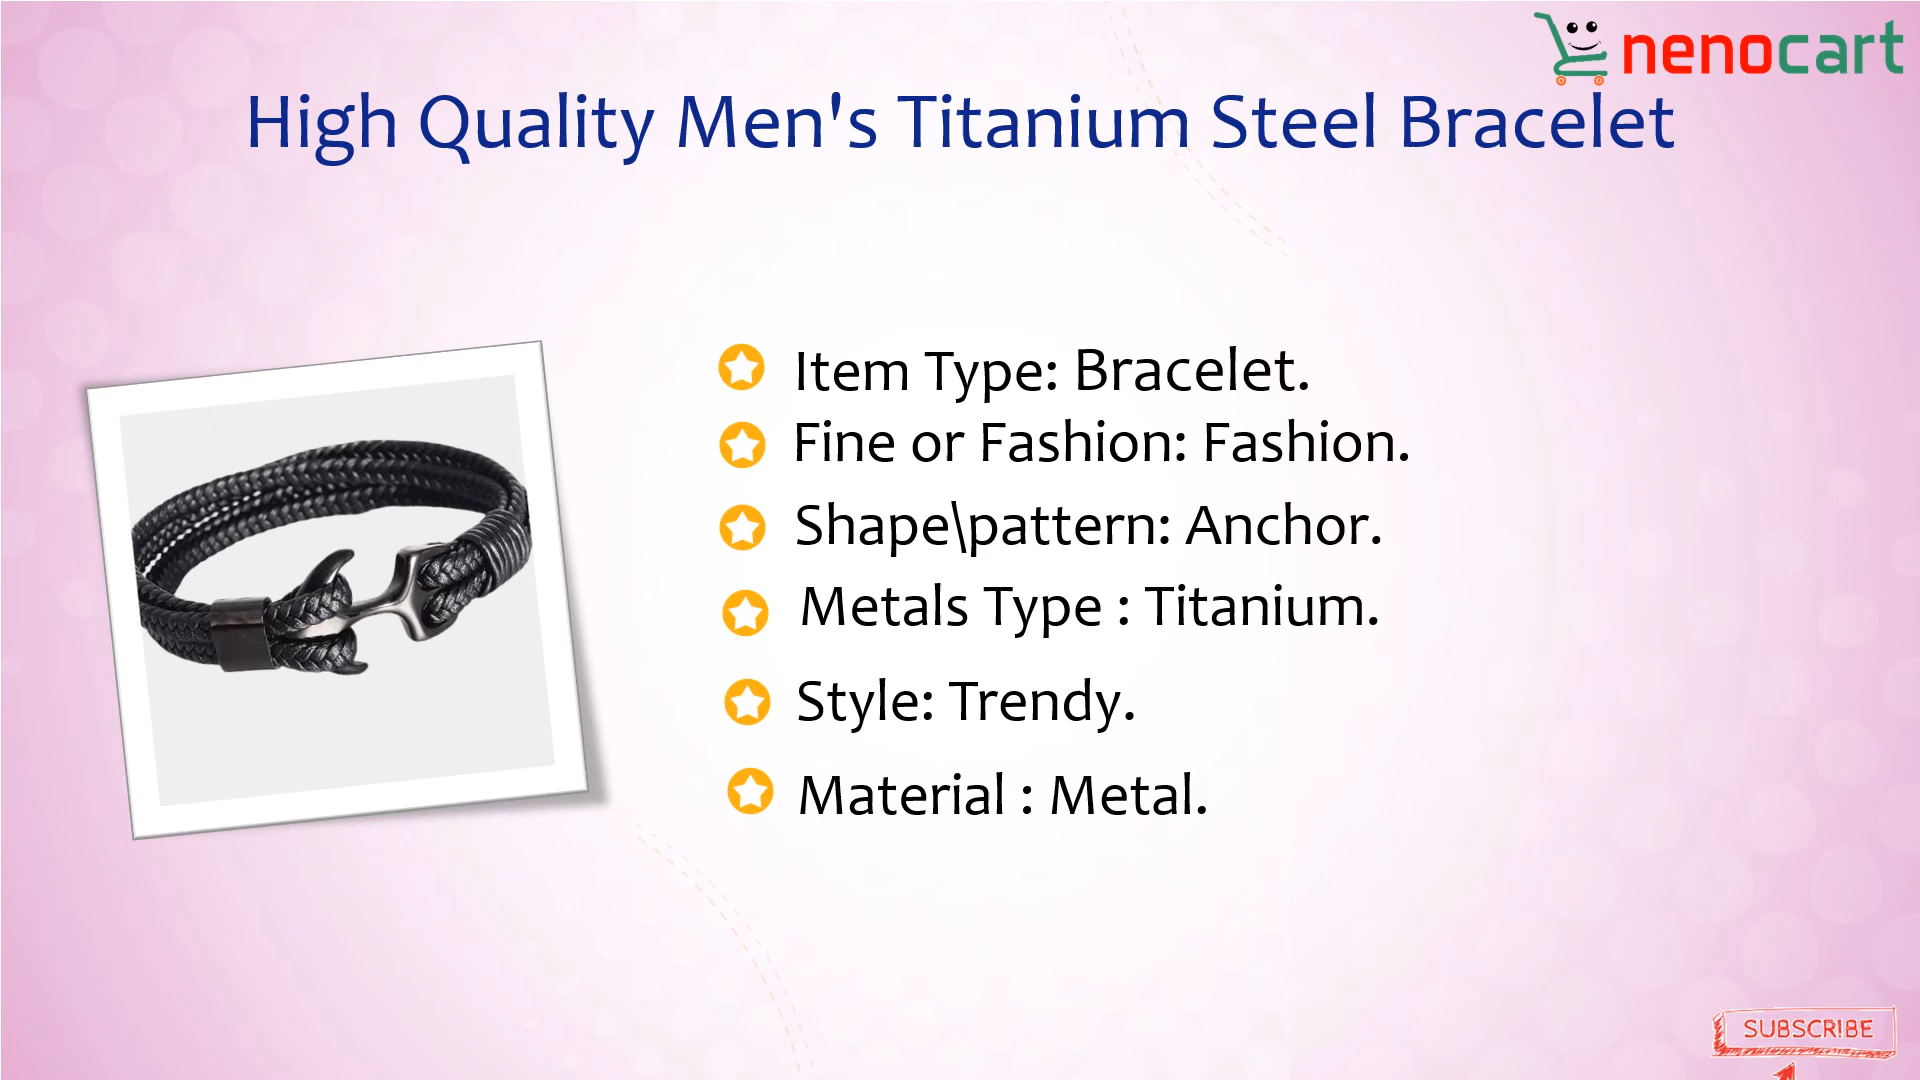 nenocart
High Quality Men's Titanium Steel Bracelet
Item Type: Bracelet.
Fine or Fashion: Fashion.
Shape\pattern: Anchor.
Metals Type : Titanium.
Style: Trendy.
Material : Metal.
SUBSCRIBE